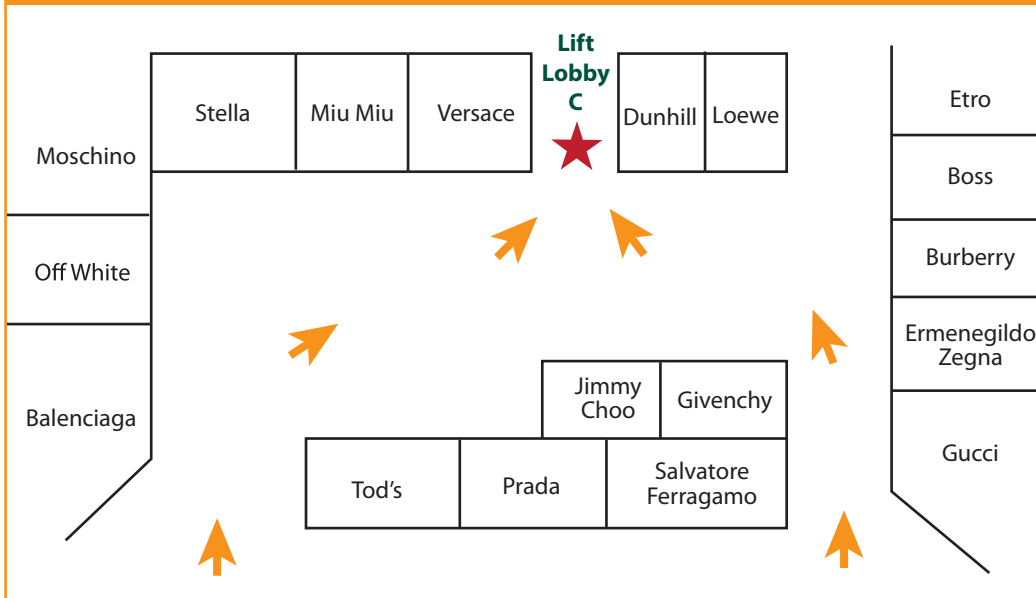 Lift
Lobby
C
Stella
Miu Miu
Versace
Dunhill
Loewe
Etro
Moschino
Boss
Off White
Burberry
Ermenegildo
Zegna
Jimmy
Choo
Givenchy
Balenciaga
Gucci
Tod's
Prada
Salvatore
Ferragamo